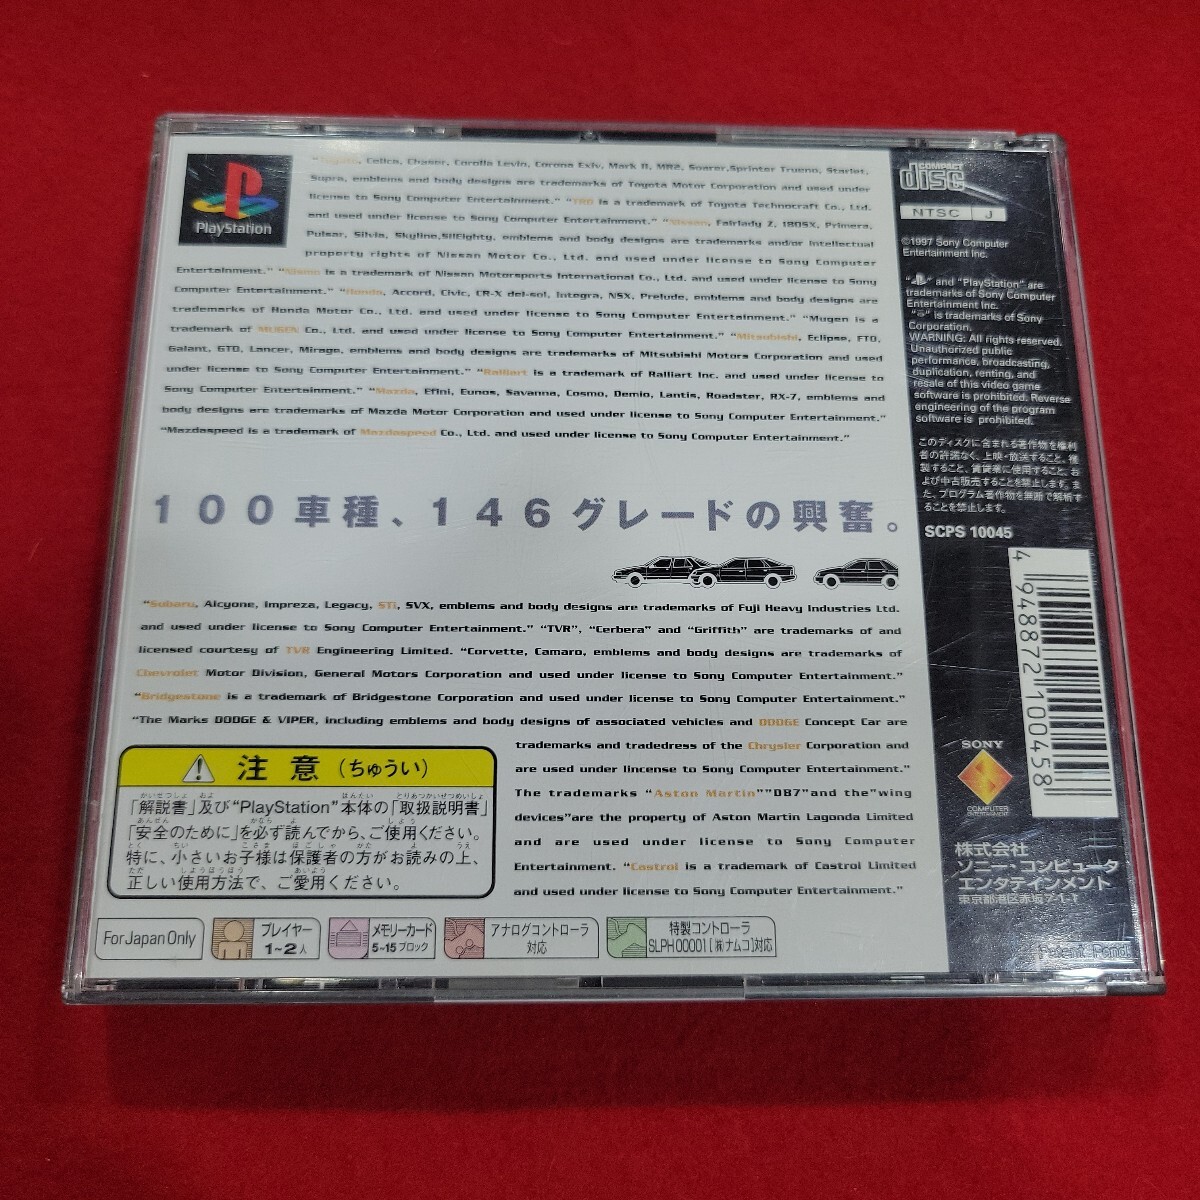 PlayStation
"Toyota, Celica, Chaser, Corolla Levin, Corona Exiv, Mark II, MR2, Soarer,Sprinter Trueno, Starlet,
Supra, emblems and body designs are trademarks of Toyota Motor Corporation and used under
license to Sony Computer Entertainment." "TRD is a trademark of Toyota Technocraft Co., Ltd.
and used under license to Sony Computer Entertainment." "Nissan, Fairlady Z, 180SX, Primera,
Pulsar, Silvia, Skyline,SilEighty, emblems and body designs are trademarks and/or intellectual
property rights of Nissan Motor Co., Ltd. and used under license to Sony Computer
Entertainment." "Nismo is a trademark of Nissan Motorsports International Co., Ltd. and used under license to Sony
Computer Entertainment." "Honda, Accord, Civic, CR-X del-sol, Integra, NSX, Prelude, emblems and body designs are
trademarks of Honda Motor Co., Ltd. and used under license to Sony Computer Entertainment." "Mugen is a
trademark of MUGEN Co., Ltd. and used under license to Sony Computer Entertainment." "Mitsubishi, Eclipse, FTO,
Galant, GTO, Lancer, Mirage, emblems and body designs are trademarks of Mitsubishi Motors Corporation and used
under license to Sony Computer Entertainment." "Ralliart is a trademark of Ralliart Inc. and used under license to
Sony Computer Entertainment." "Mazda, Efini, Eunos, Savanna, Cosmo, Demio, Lantis, Roadster, RX-7, emblems and
body designs are trademarks of Mazda Motor Corporation and used under license to Sony Computer Entertainment."
"Mazdaspeed is a trademark of Mazdaspeed Co., Ltd. and used under license to Sony Computer Entertainment."
100車種、146グレードの興奮。
"Subaru, Alcyone, Impreza, Legacy, STi, SVX, emblems and body designs are trademarks of Fuji Heavy Industries Ltd.
and used under license to Sony Computer Entertainment." "TVR", "Cerbera" and "Griffith" are trademarks of and
licensed courtesy of TVR Engineering Limited. "Corvette, Camaro, emblems and body designs are trademarks of
Chevrolet Motor Division, General Motors Corporation and used under license to Sony Computer Entertainment."
"Bridgestone is a trademark of Bridgestone Corporation and used under license to Sony Computer Entertainment."
"The Marks DODGE & VIPER, including emblems and body designs of associated vehicles and DODGE Concept Car are
trademarks and tradedress of the Chrysler Corporation and
are used under lincense to Sony Computer Entertainment."
The trademarks "Aston Martin""DB7"and the"wing
devices"are the property of Aston Martin Lagonda Limited
and are used under license to Sony Computer
Entertainment. "Castrol is a trademark of Castrol Limited
and used under license to Sony Computer Entertainment."
注意(ちゅうい)
「解説書」及び"PlayStation"本体の「取扱説明書」
「安全のために」を必ず読んでから、ご使用ください。
特に、小さいお子様は保護者の方がお読みの上、
正しい使用方法で、ご愛用ください。
For Japan Only
プレイヤー
1~2人
メモリーカード
5~15ブロック
アナログコントローラ
対応
特製コントローラ
SLPH 00001[㈱ナムコ]対応
COMPACT
disc
NTSC J
©1997 Sony Computer
Entertainment Inc.
" " and "PlayStation" are
trademarks of Sony Computer
Entertainment Inc.
" " is trademarks of Sony
Corporation.
WARNING: All rights reserved.
Unauthorized public
performance, broadcasting,
duplication, renting, and
resale of this video game
software is prohibited. Reverse
engineering of the program
software is prohibited.
このディスクに含まれる著作物を権利
者の許諾なく、上映・放送すること、複
製すること、賃貸業に使用すること、お
よび中古販売することを禁止します。ま
た、プログラム著作物を無断で解析す
ることを禁止します。
SCPS 10045
4 948872 100458
SONY
COMPUTER
ENTERTAINMENT
株式会社
ソニー・コンピュータ
エンタテインメント
東京都港区赤坂7-1-1
Patent Pend.